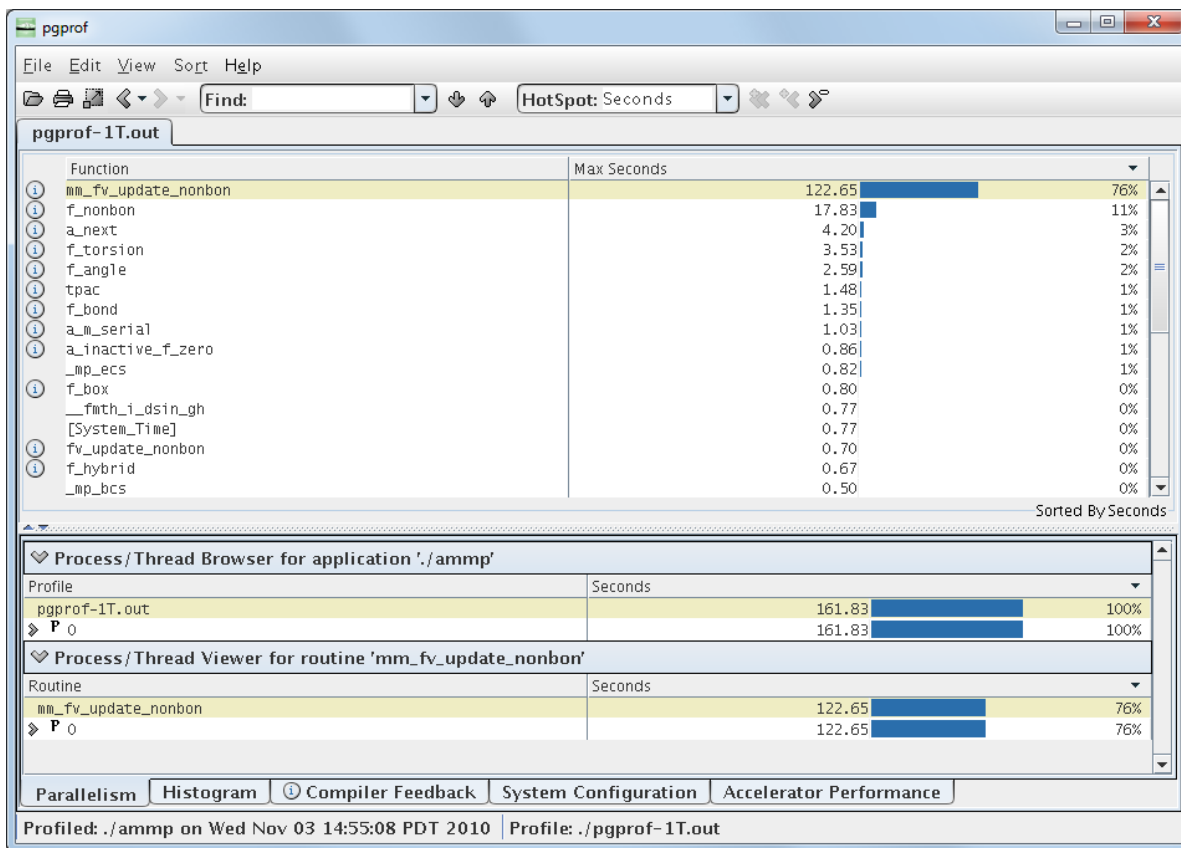 pgprof
File Edit View Sort Help
Find: HotSpot: Seconds
pgprof-1T.out
Function Max Seconds
mm_fv_update_nonbon 122.65 76%
f_nonbon 17.83 11%
a_next 4.20 3%
f_torsion 3.53 2%
f_angle 2.59 2%
tpac 1.48 1%
f_bond 1.35 1%
a_m_serial 1.03 1%
a_inactive_f_zero 0.86 1%
_mp_ecs 0.82 1%
f_box 0.80 0%
__fmth_i_dsin_gh 0.77 0%
[System_Time] 0.77 0%
fv_update_nonbon 0.70 0%
f_hybrid 0.67 0%
_mp_bcs 0.50 0%
Sorted By Seconds
Process/Thread Browser for application './ammp'
Profile Seconds
pgprof-1T.out 161.83 100%
P 0 161.83 100%
Process/Thread Viewer for routine 'mm_fv_update_nonbon'
Routine Seconds
mm_fv_update_nonbon 122.65 76%
P 0 122.65 76%
Parallelism Histogram Compiler Feedback System Configuration Accelerator Performance
Profiled: ./ammp on Wed Nov 03 14:55:08 PDT 2010 Profile: ./pgprof-1T.out